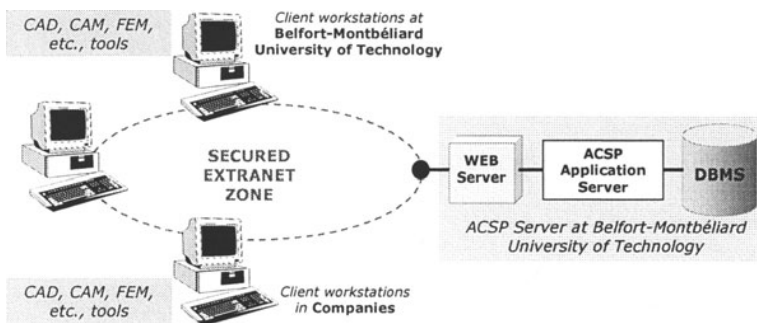 CAD, CAM, FEM,
etc., tools
Client workstations at
Belfort-Montbéliard
University of Technology
SECURED
EXTRANET
ZONE
WEB
Server
ACSP
Application
Server
DBMS
ACSP Server at Belfort-Montbéliard
University of Technology
CAD, CAM, FEM,
etc., tools
Client workstations
in Companies